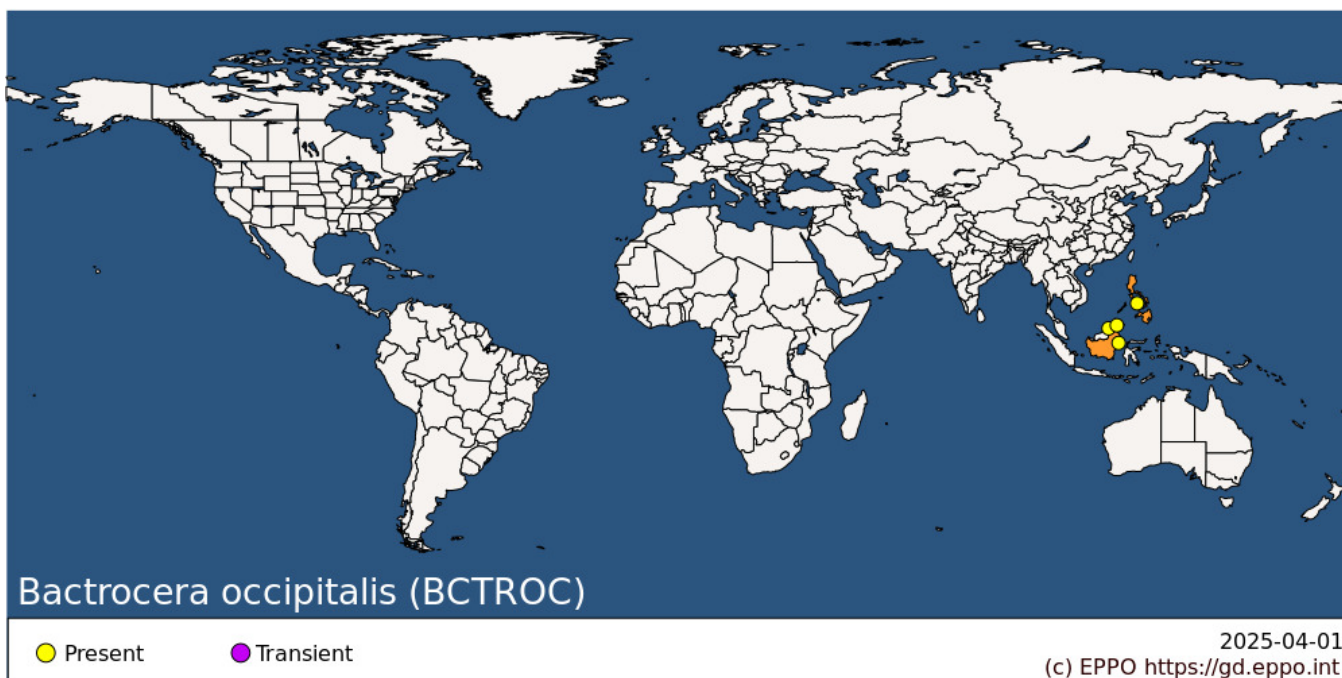 Bactrocera occipitalis (BCTROC)
Present
Transient
2025-04-01
(c) EPPO https://gd.eppo.int